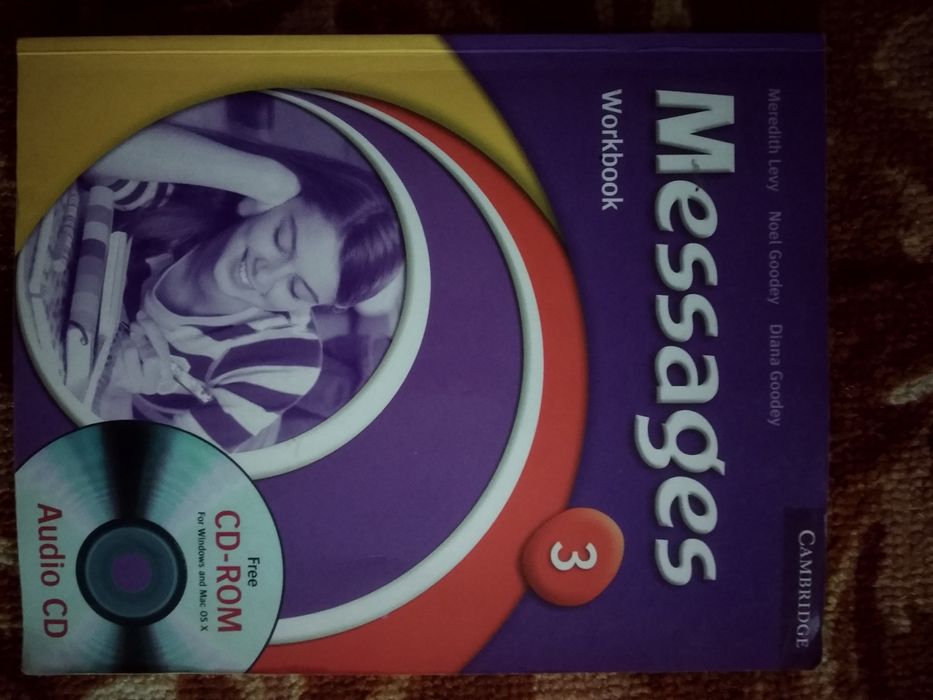 CAMBRIDGE
Meredith Levy Noel Goodey Diana Goodey
Messages
Workbook
3
Free
CD-ROM
For Windows and Mac OS X
Audio CD